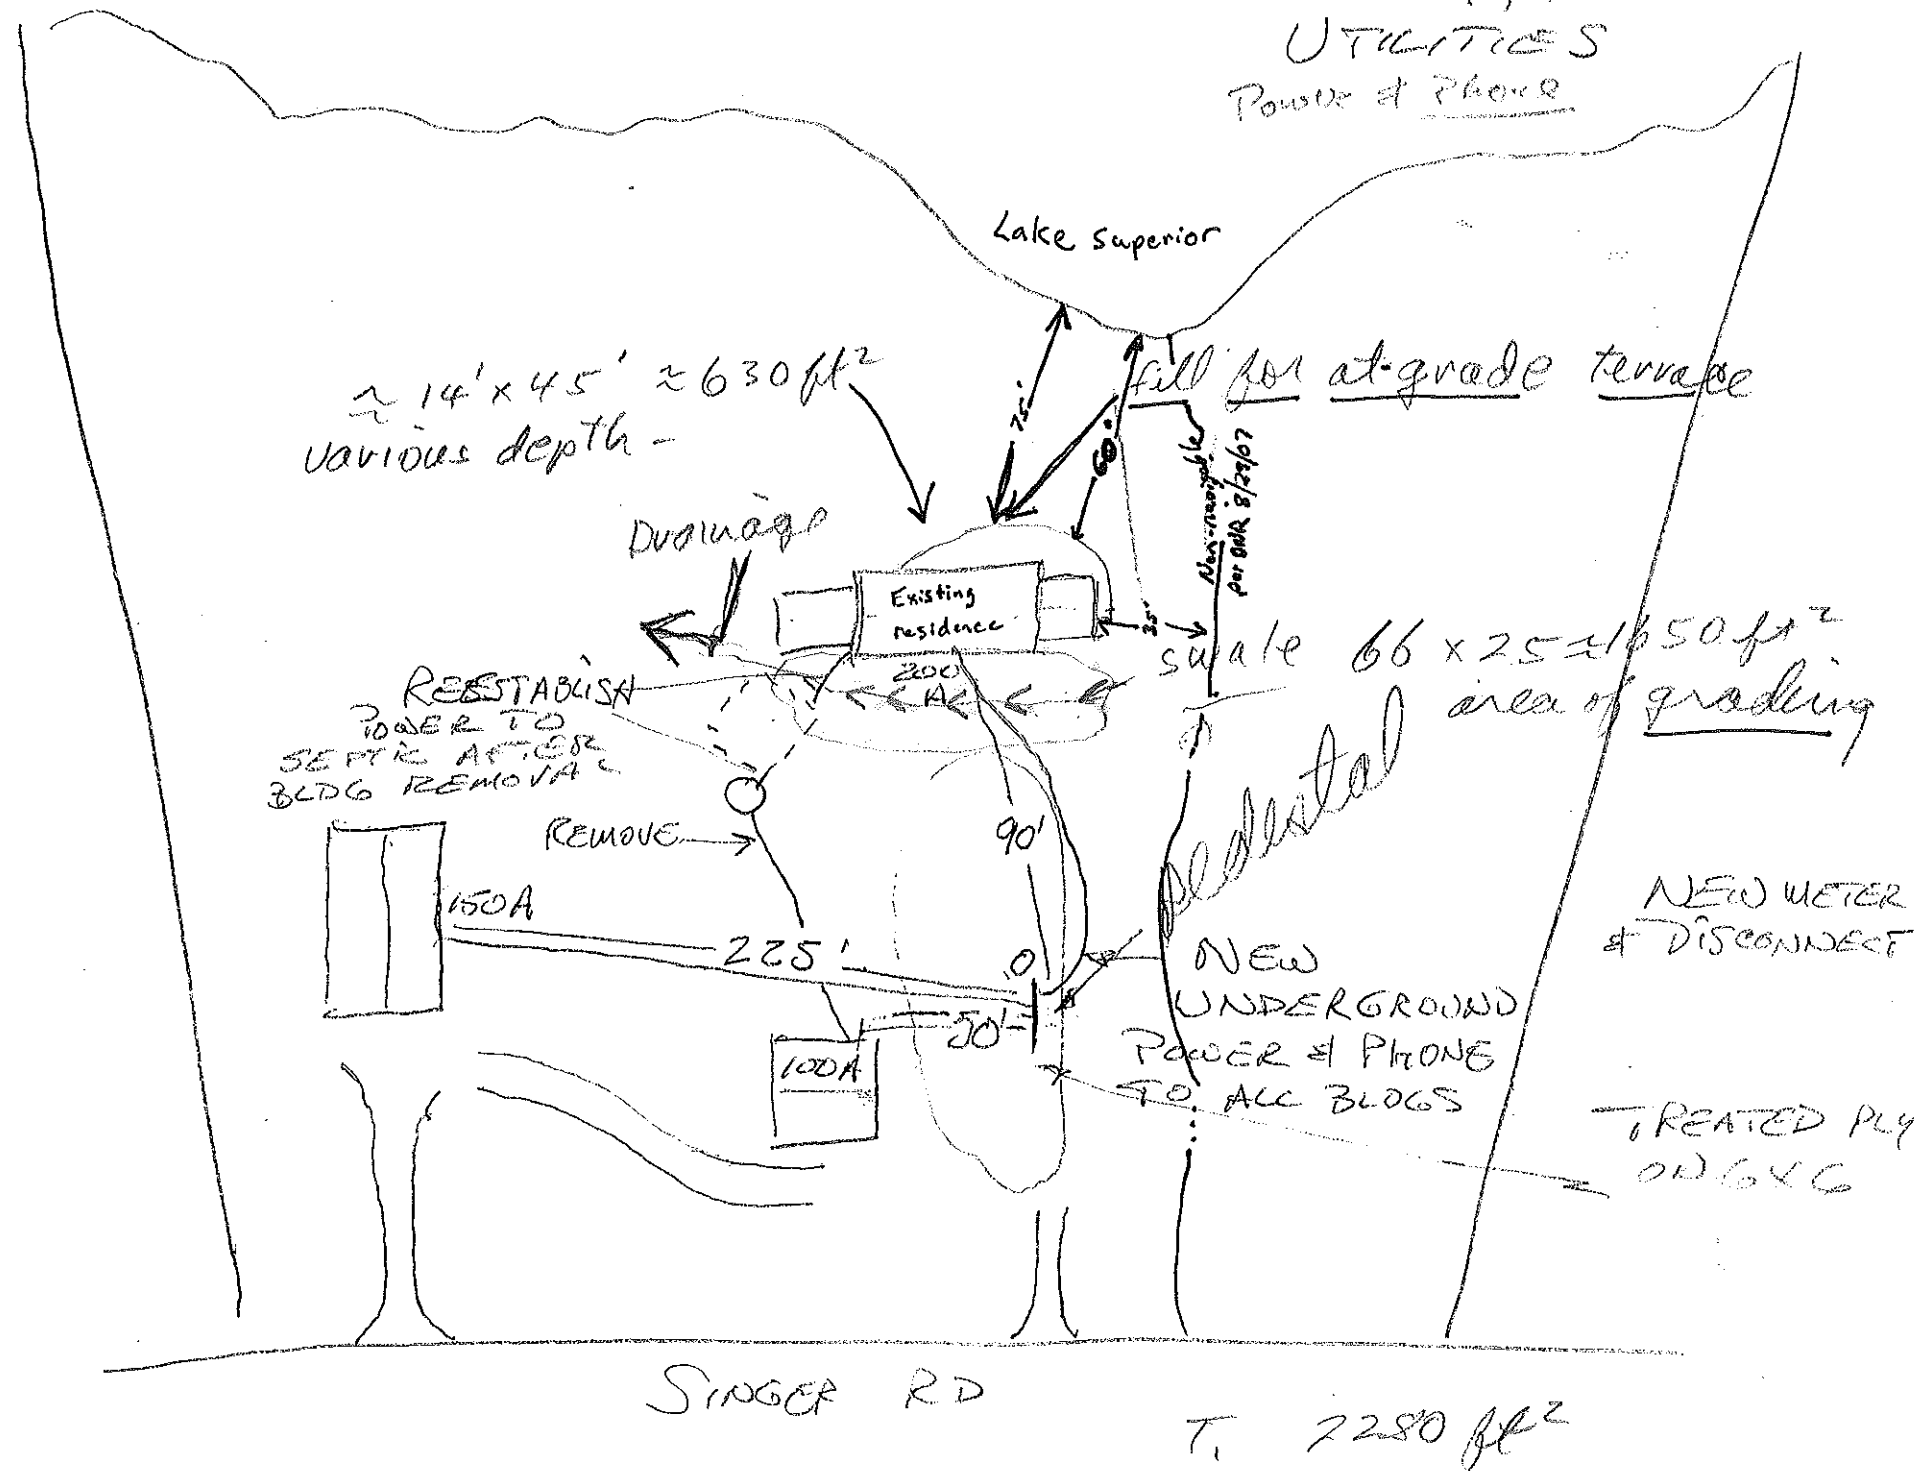 UTILITIES
Power & Phone
Lake Superior
≈ 14' x 45' ≈ 630 ft²
various depth -
fill for at-grade terrace
75'
60'
Non-navigable
per DNR 8/29/07
Drainage
Existing
residence
35'
swale 66 x 25 ≈ 1650 ft²
area of grading
200
A
REESTABLISH
POWER TO
SEPTIC AFTER
BLDG REMOVAL
REMOVE
90'
pedestal
150A
225'
NEW METER
& DISCONNECT
NEW
UNDERGROUND
POWER & PHONE
TO ALL BLDGS
50'
100A
TREATED PLY
ON 6X6
SINGER RD
T. 2280 ft²